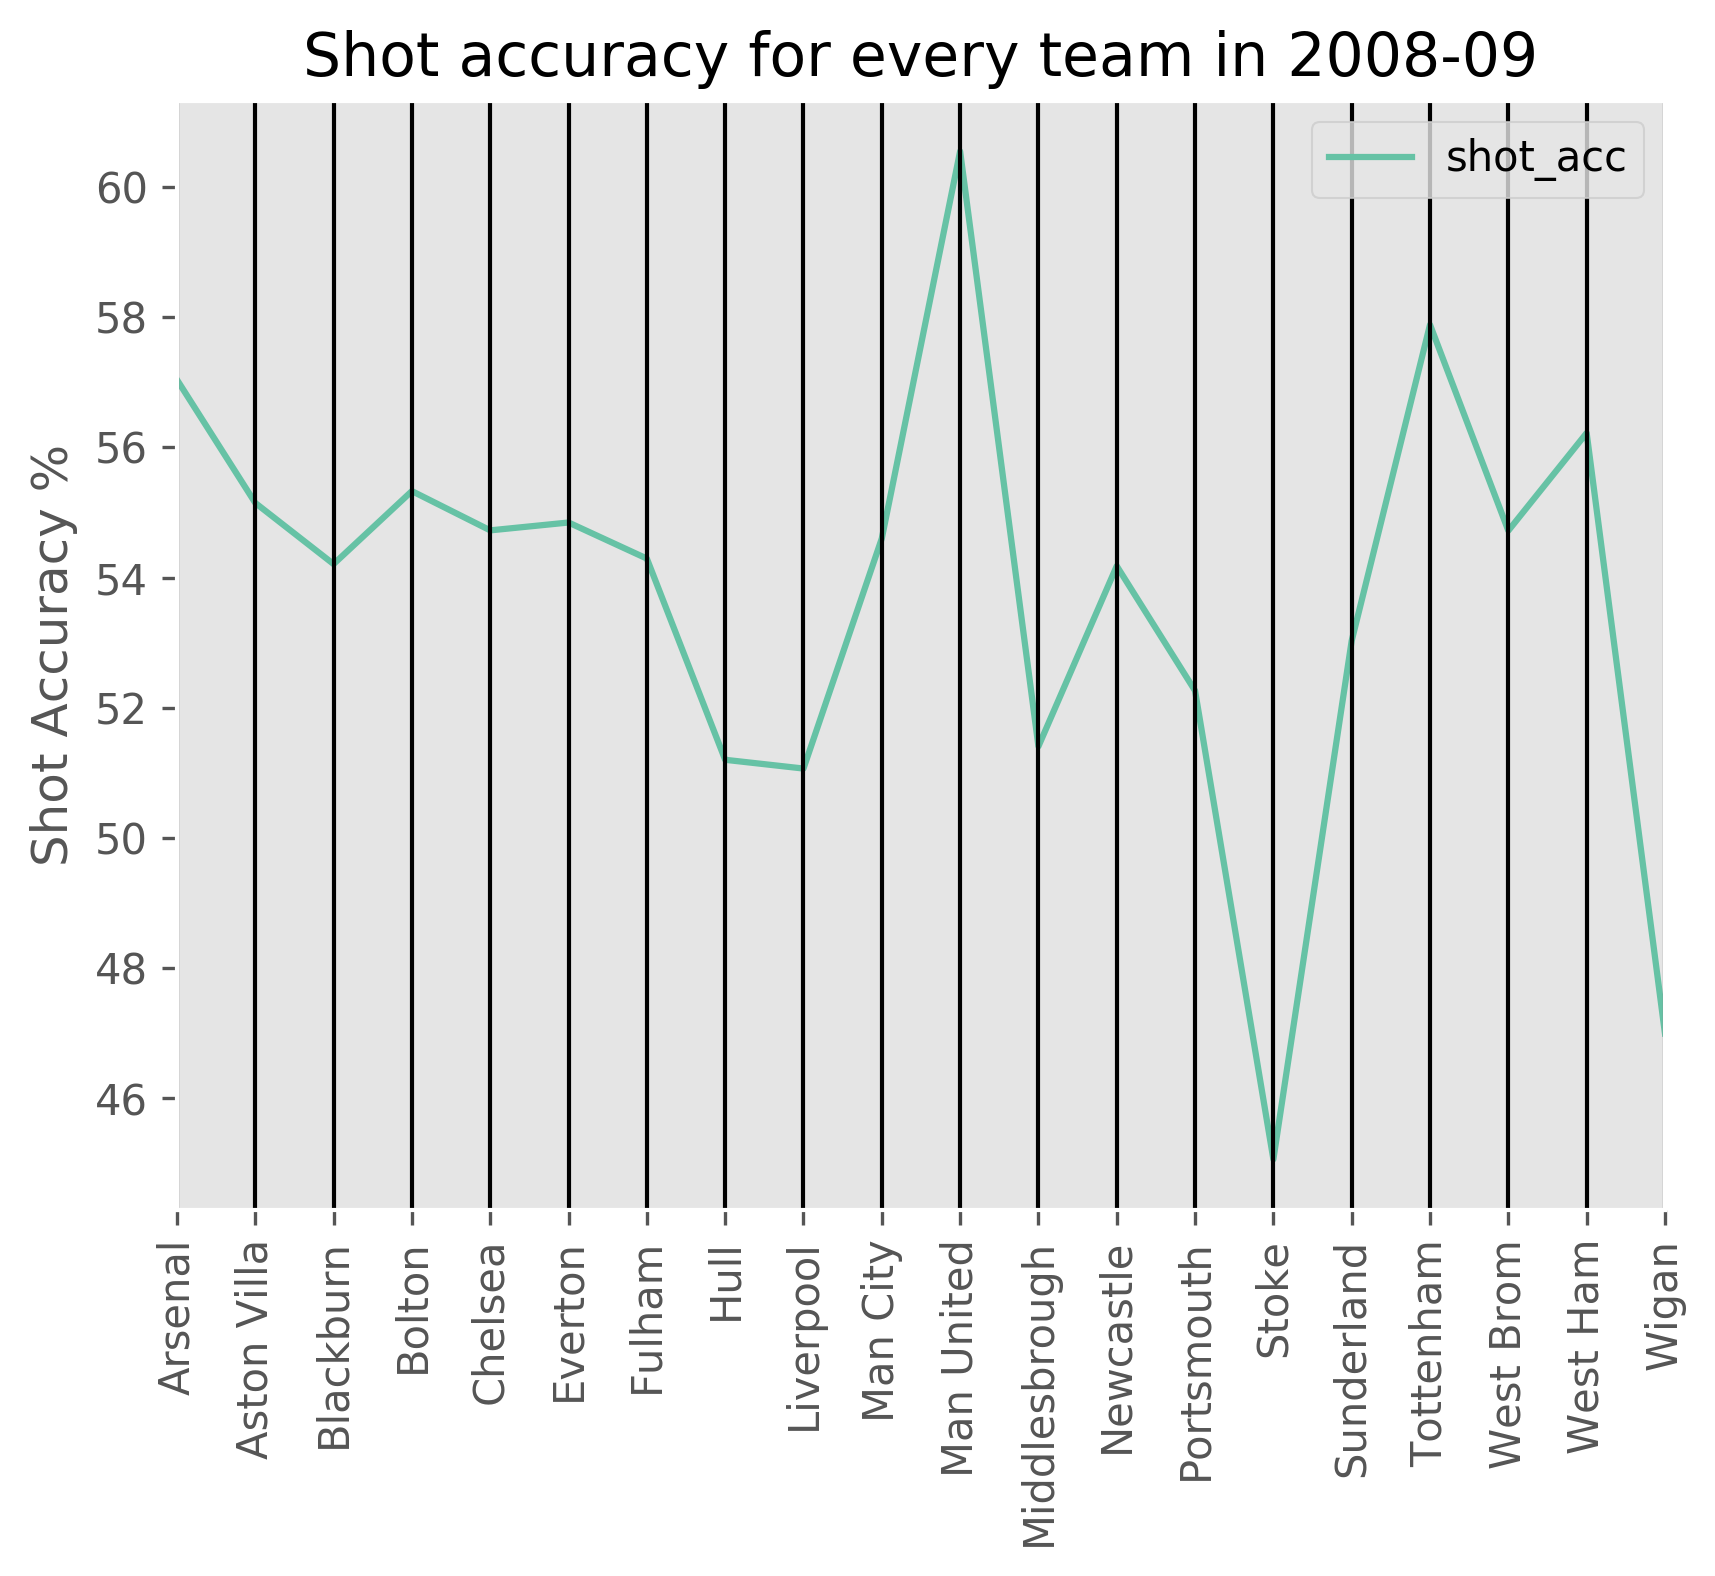 Shot accuracy for every team in 2008-09
shot_acc
Shot Accuracy %
60
58
56
54
52
50
48
46
Arsenal
Aston Villa
Blackburn
Bolton
Chelsea
Everton
Fulham
Hull
Liverpool
Man City
Man United
Middlesbrough
Newcastle
Portsmouth
Stoke
Sunderland
Tottenham
West Brom
West Ham
Wigan